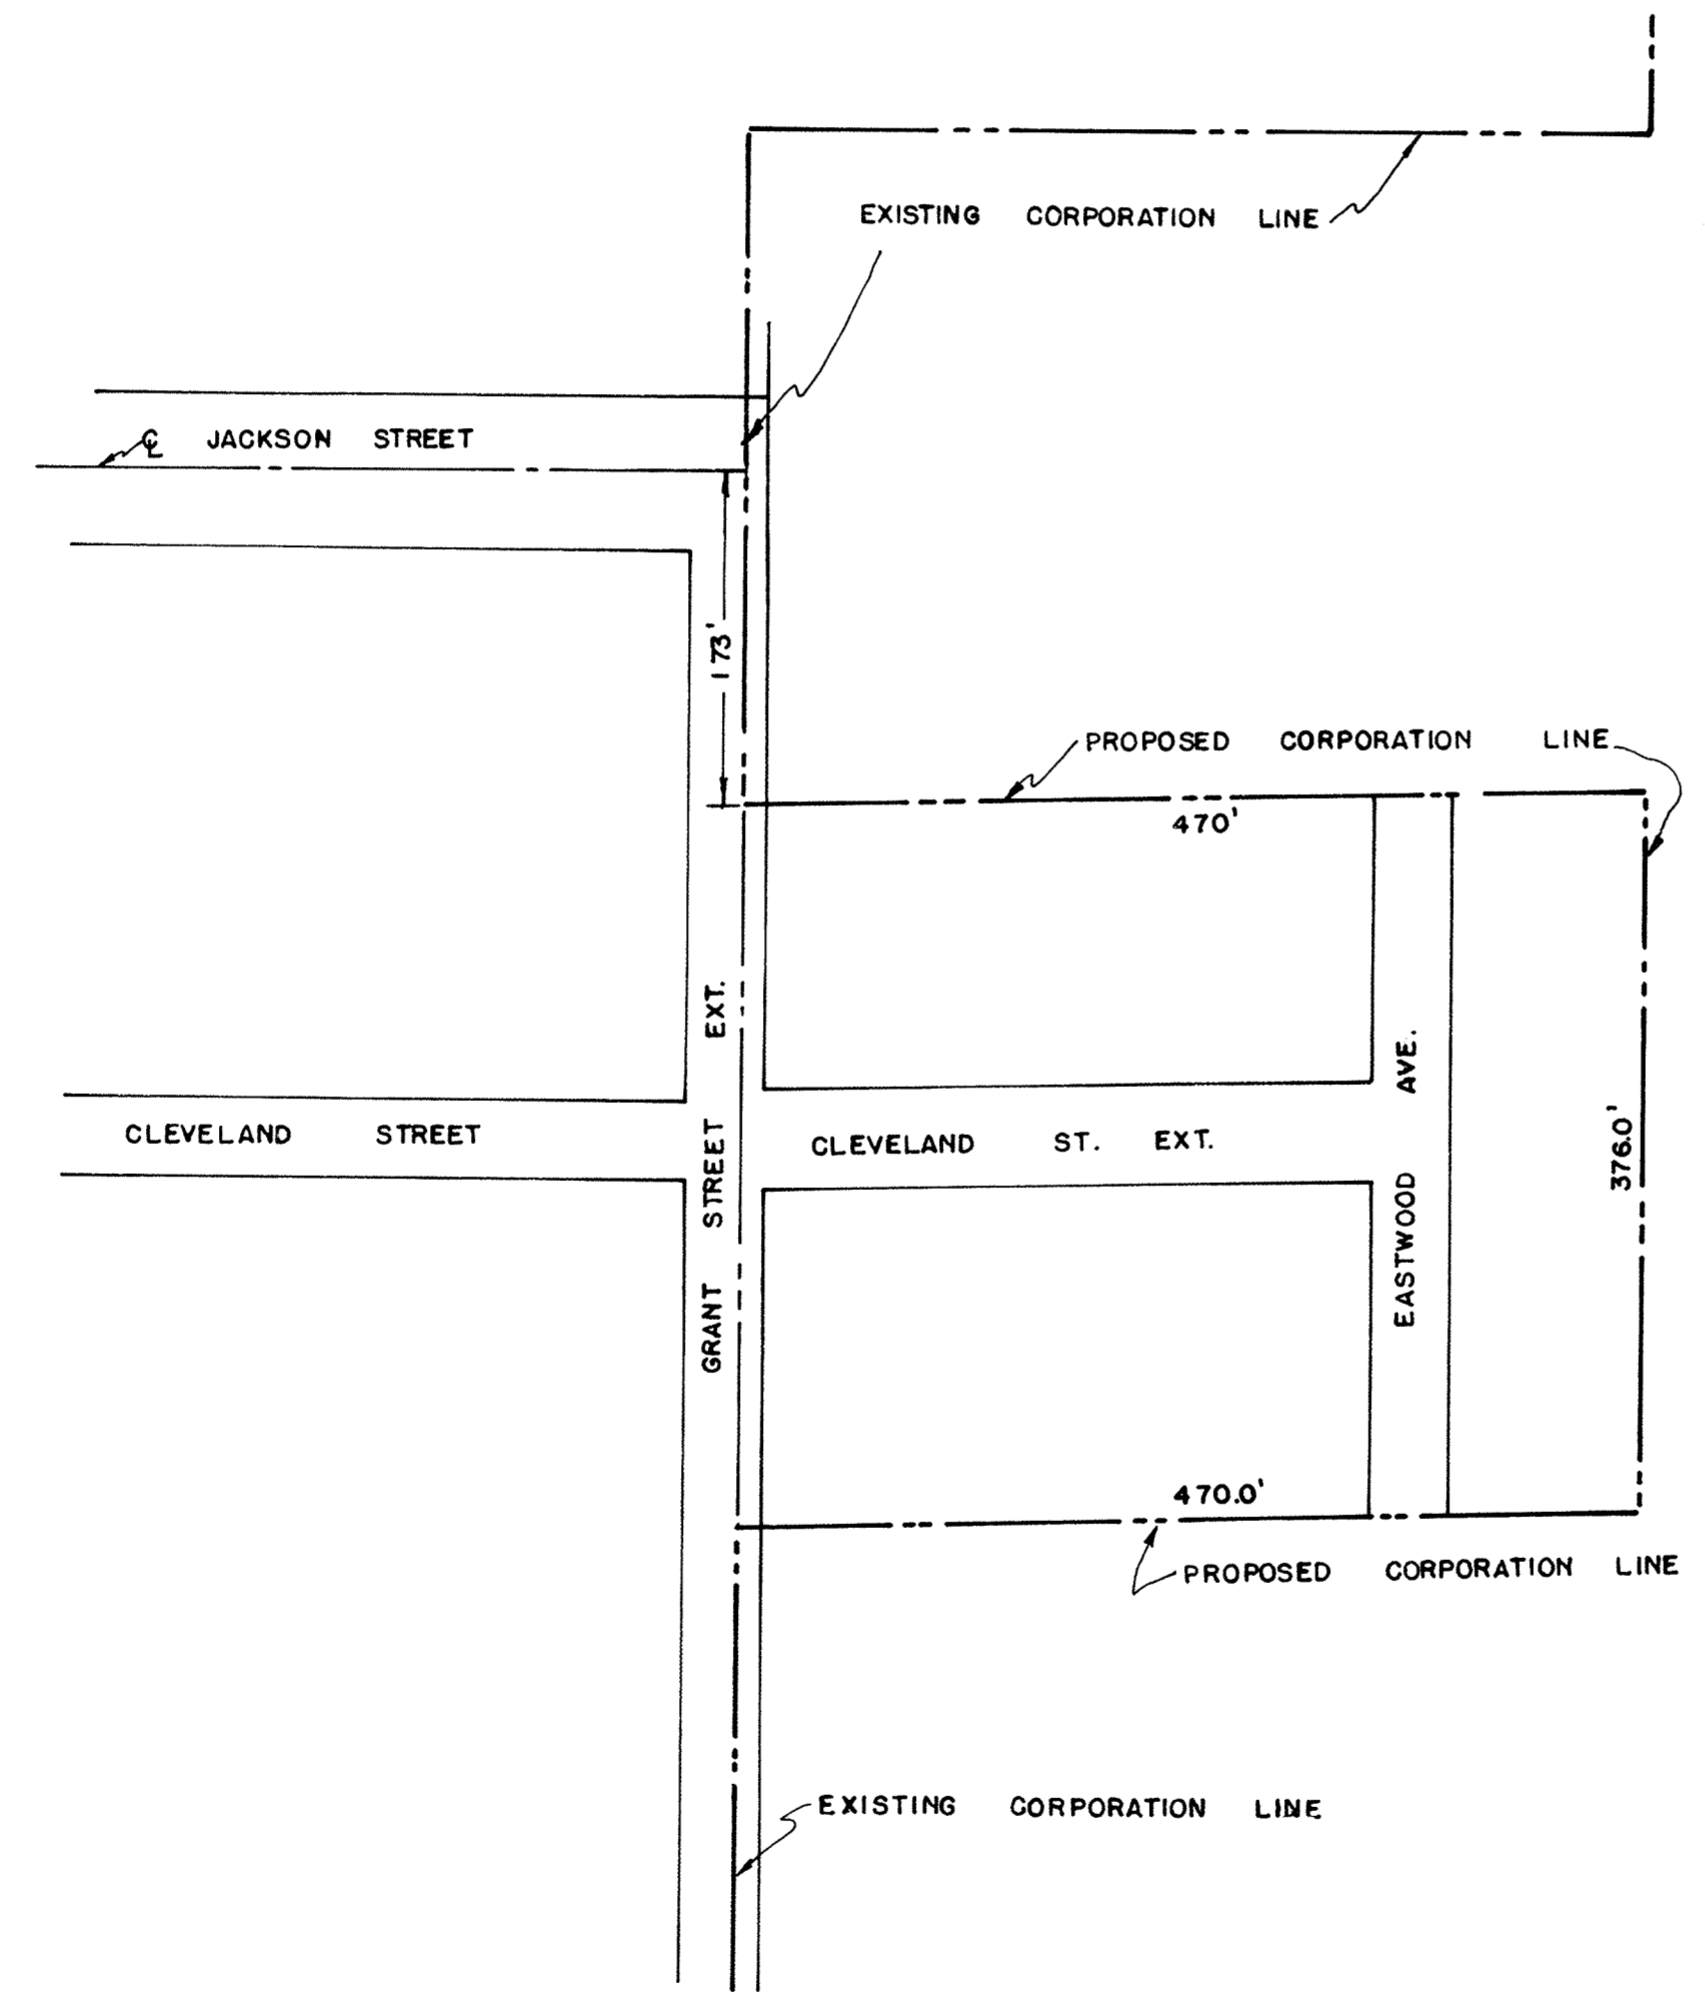 EXISTING CORPORATION LINE
℄ JACKSON STREET
173'
PROPOSED CORPORATION LINE
470'
GRANT STREET EXT.
CLEVELAND STREET
CLEVELAND ST. EXT.
EASTWOOD AVE.
376.0'
470.0'
PROPOSED CORPORATION LINE
EXISTING CORPORATION LINE